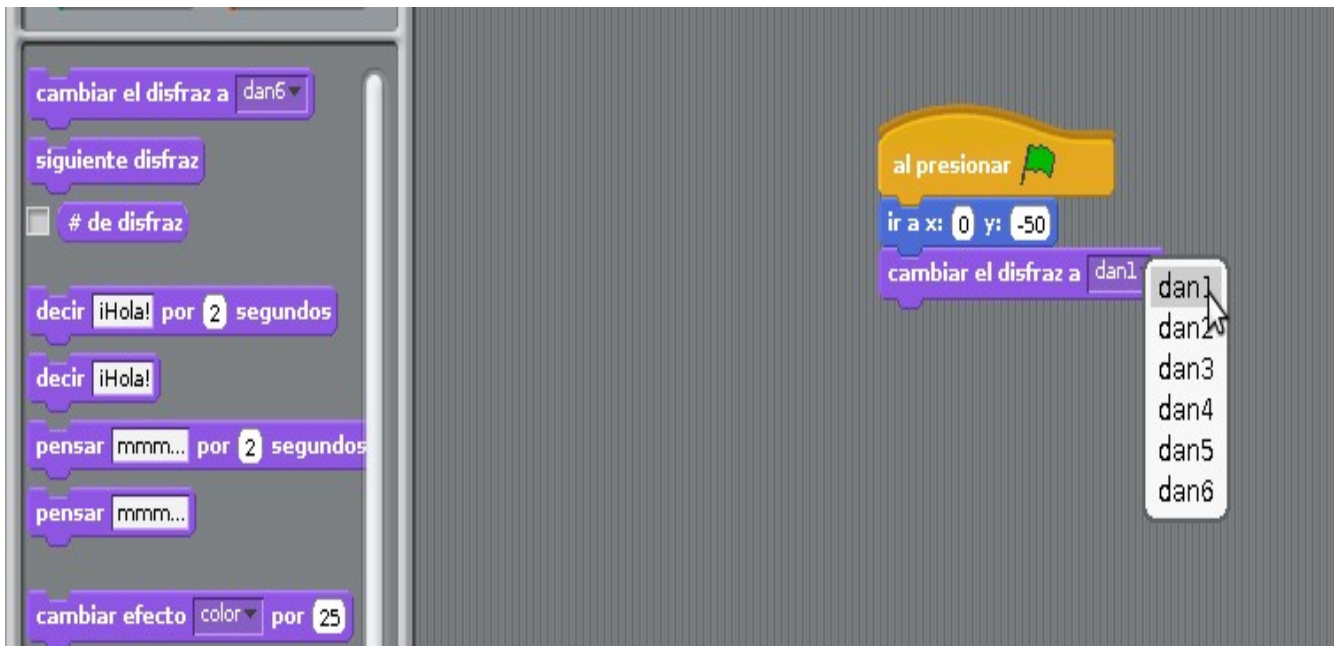 cambiar el disfraz a dan6
siguiente disfraz
# de disfraz
decir ¡Hola! por 2 segundos
decir ¡Hola!
pensar mmm... por 2 segundos
pensar mmm...
cambiar efecto color por 25
al presionar
ir a x: 0 y: -50
cambiar el disfraz a dan1
dan1
dan2
dan3
dan4
dan5
dan6